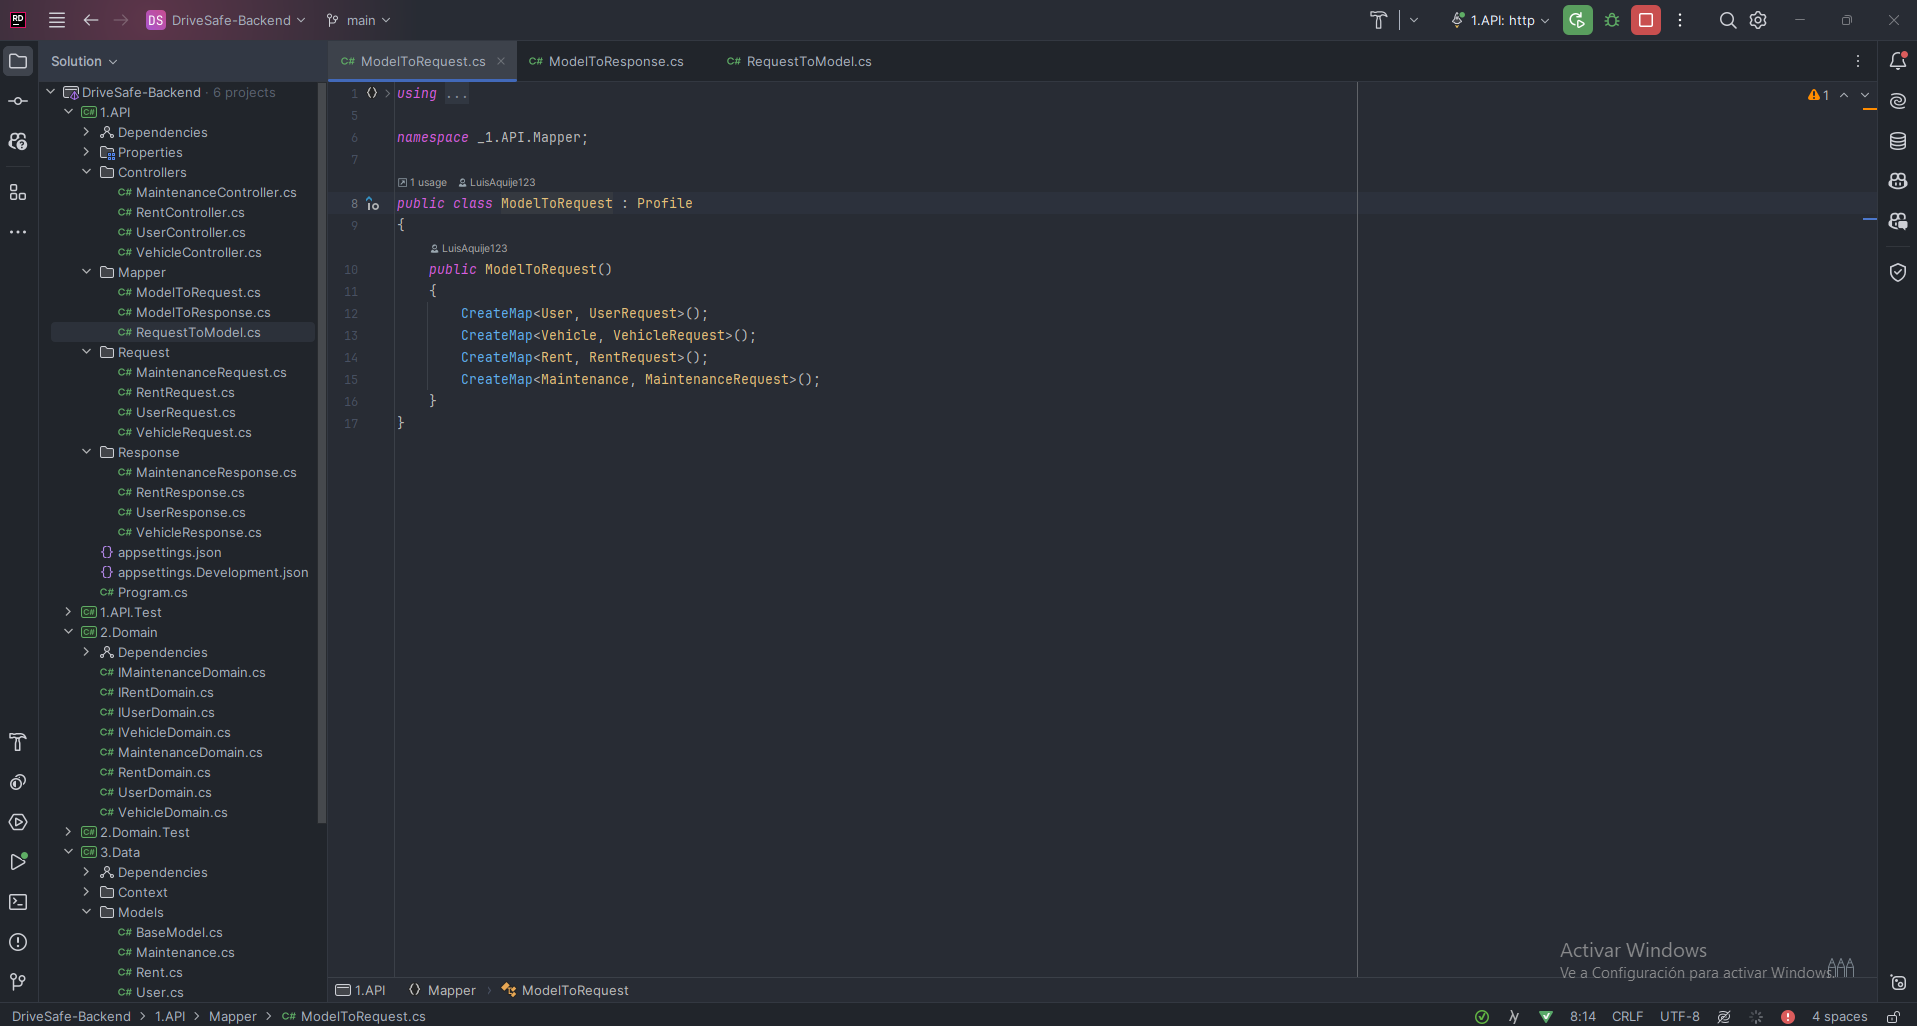 RD DS DriveSafe-Backend main 1.API: http
Solution
ModelToRequest.cs ModelToResponse.cs RequestToModel.cs
DriveSafe-Backend · 6 projects
1.API
Dependencies
Properties
Controllers
MaintenanceController.cs
RentController.cs
UserController.cs
VehicleController.cs
Mapper
ModelToRequest.cs
ModelToResponse.cs
RequestToModel.cs
Request
MaintenanceRequest.cs
RentRequest.cs
UserRequest.cs
VehicleRequest.cs
Response
MaintenanceResponse.cs
RentResponse.cs
UserResponse.cs
VehicleResponse.cs
appsettings.json
appsettings.Development.json
Program.cs
1.API.Test
2.Domain
Dependencies
IMaintenanceDomain.cs
IRentDomain.cs
IUserDomain.cs
IVehicleDomain.cs
MaintenanceDomain.cs
RentDomain.cs
UserDomain.cs
VehicleDomain.cs
2.Domain.Test
3.Data
Dependencies
Context
Models
BaseModel.cs
Maintenance.cs
Rent.cs
User.cs
1 using ...
5
6 namespace _1.API.Mapper;
7
1 usage LuisAquije123
8 public class ModelToRequest : Profile
9 {
LuisAquije123
10 public ModelToRequest()
11 {
12 CreateMap<User, UserRequest>();
13 CreateMap<Vehicle, VehicleRequest>();
14 CreateMap<Rent, RentRequest>();
15 CreateMap<Maintenance, MaintenanceRequest>();
16 }
17 }
1
Activar Windows
Ve a Configuración para activar Windows.
1.API Mapper ModelToRequest
DriveSafe-Backend 1.API Mapper C# ModelToRequest.cs 8:14 CRLF UTF-8 4 spaces